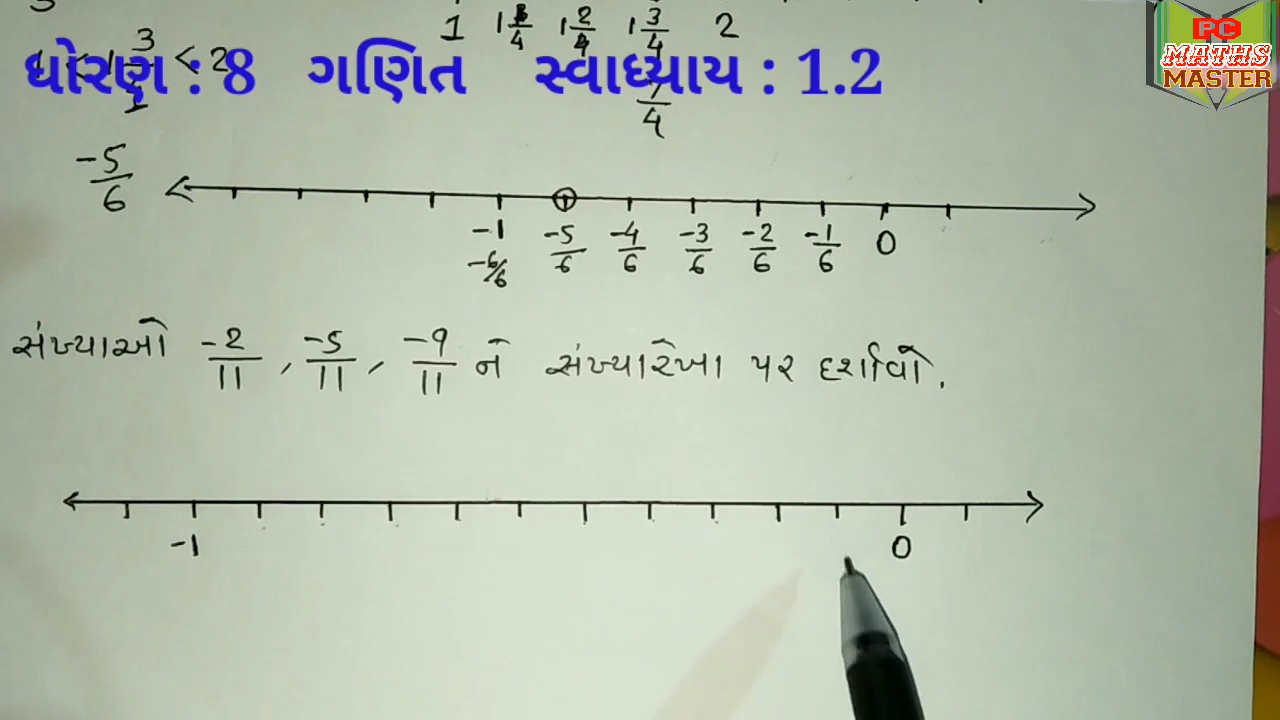 1 1 2/4 1 3/4 2
ધોરણ : 8 ગણિત સ્વાધ્યાય : 1.2
PC
MATHS
MASTER
-5/6
-1 -5/6 -4/6 -3/6 -2/6 -1/6 0
-6/6
સંખ્યાઓ -2/11 , -5/11 , -9/11 ને સંખ્યારેખા પર દર્શાવો.
-1 0